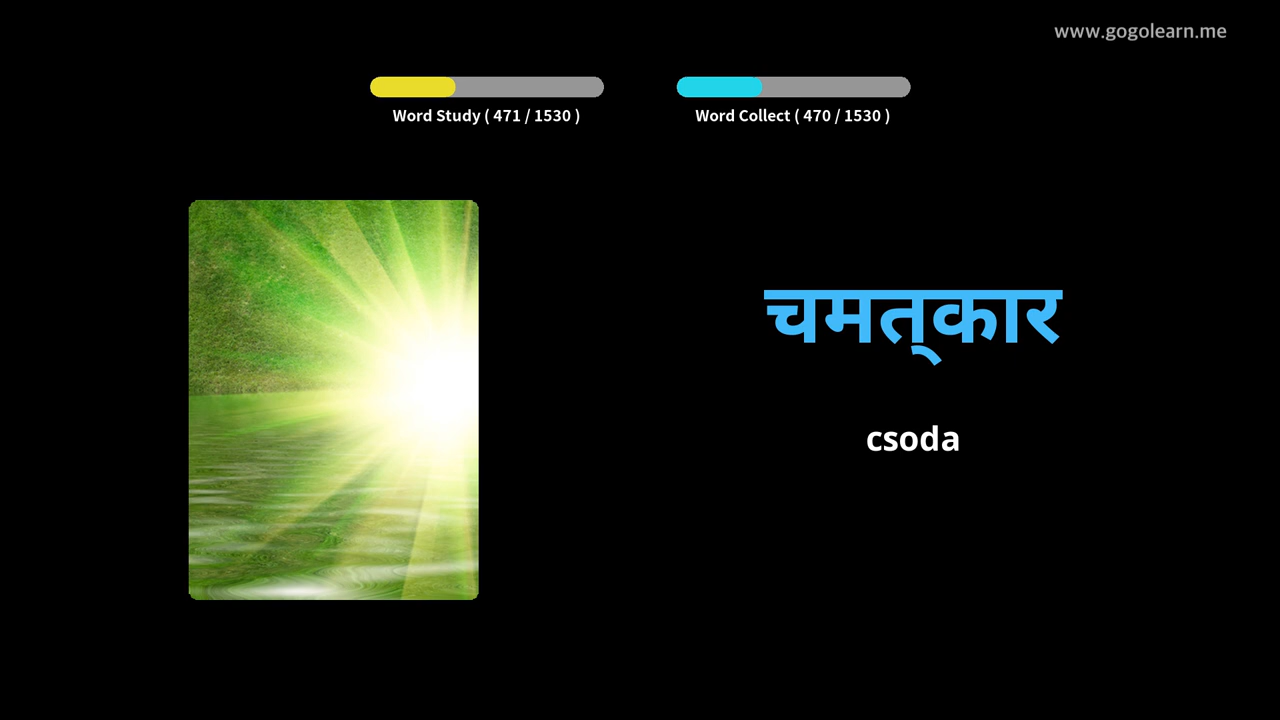 www.gogolearn.me
Word Study ( 471 / 1530 )
Word Collect ( 470 / 1530 )
चमत्कार
csoda